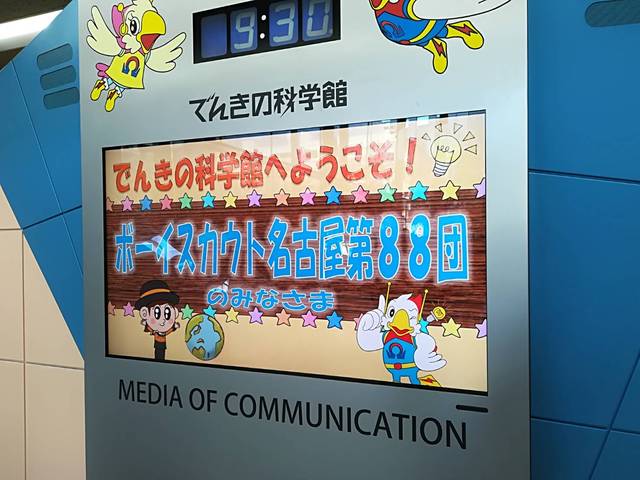 9:30
でんきの科学館
でんきの科学館へようこそ!
ボーイスカウト名古屋第88団
のみなさま
MEDIA OF COMMUNICATION